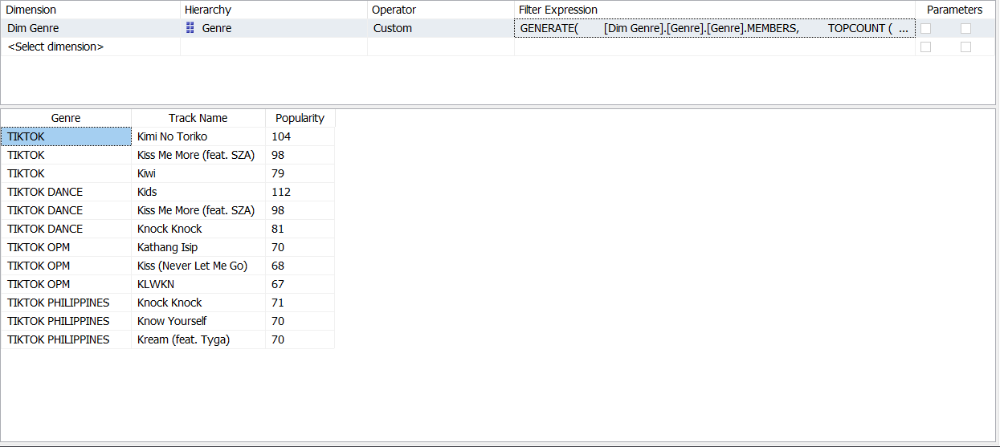 Dimension Hierarchy Operator Filter Expression Parameters
Dim Genre Genre Custom GENERATE( [Dim Genre].[Genre].[Genre].MEMBERS, TOPCOUNT ( ...
<Select dimension>
Genre Track Name Popularity
TIKTOK Kimi No Toriko 104
TIKTOK Kiss Me More (feat. SZA) 98
TIKTOK Kiwi 79
TIKTOK DANCE Kids 112
TIKTOK DANCE Kiss Me More (feat. SZA) 98
TIKTOK DANCE Knock Knock 81
TIKTOK OPM Kathang Isip 70
TIKTOK OPM Kiss (Never Let Me Go) 68
TIKTOK OPM KLWKN 67
TIKTOK PHILIPPINES Knock Knock 71
TIKTOK PHILIPPINES Know Yourself 70
TIKTOK PHILIPPINES Kream (feat. Tyga) 70